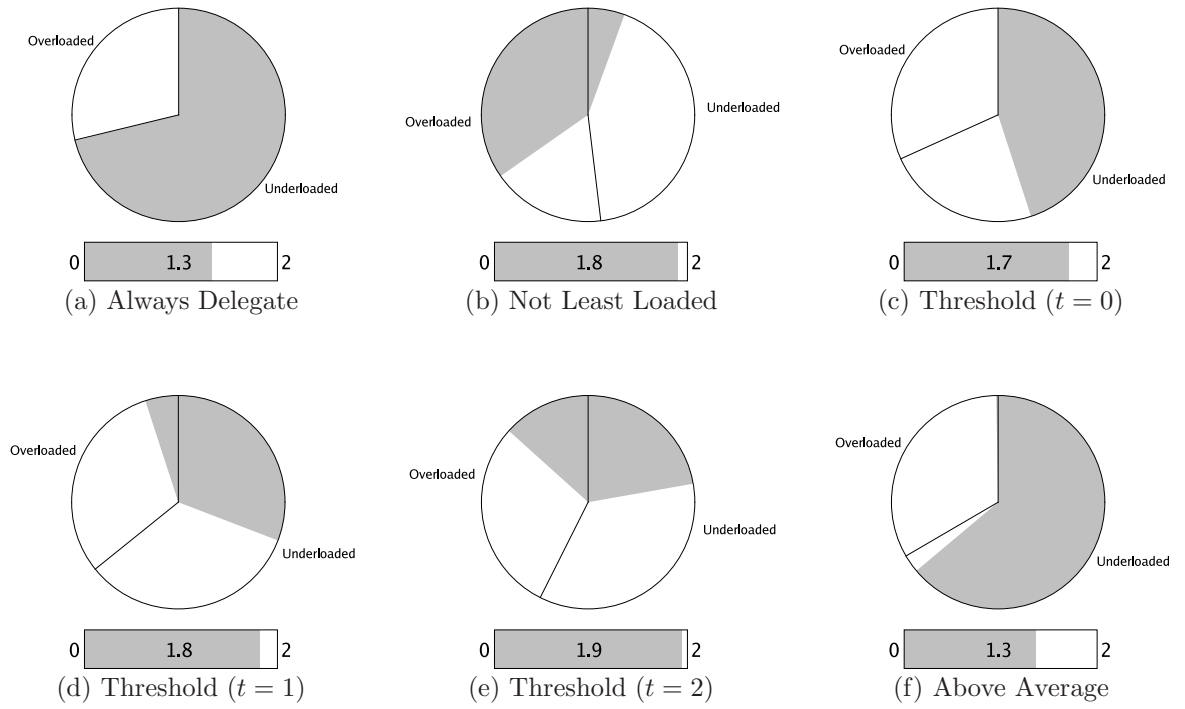 Overloaded
Underloaded
0 1.3 2
(a) Always Delegate
Overloaded
Underloaded
0 1.8 2
(b) Not Least Loaded
Overloaded
Underloaded
0 1.7 2
(c) Threshold (t = 0)
Overloaded
Underloaded
0 1.8 2
(d) Threshold (t = 1)
Overloaded
Underloaded
0 1.9 2
(e) Threshold (t = 2)
Overloaded
Underloaded
0 1.3 2
(f) Above Average